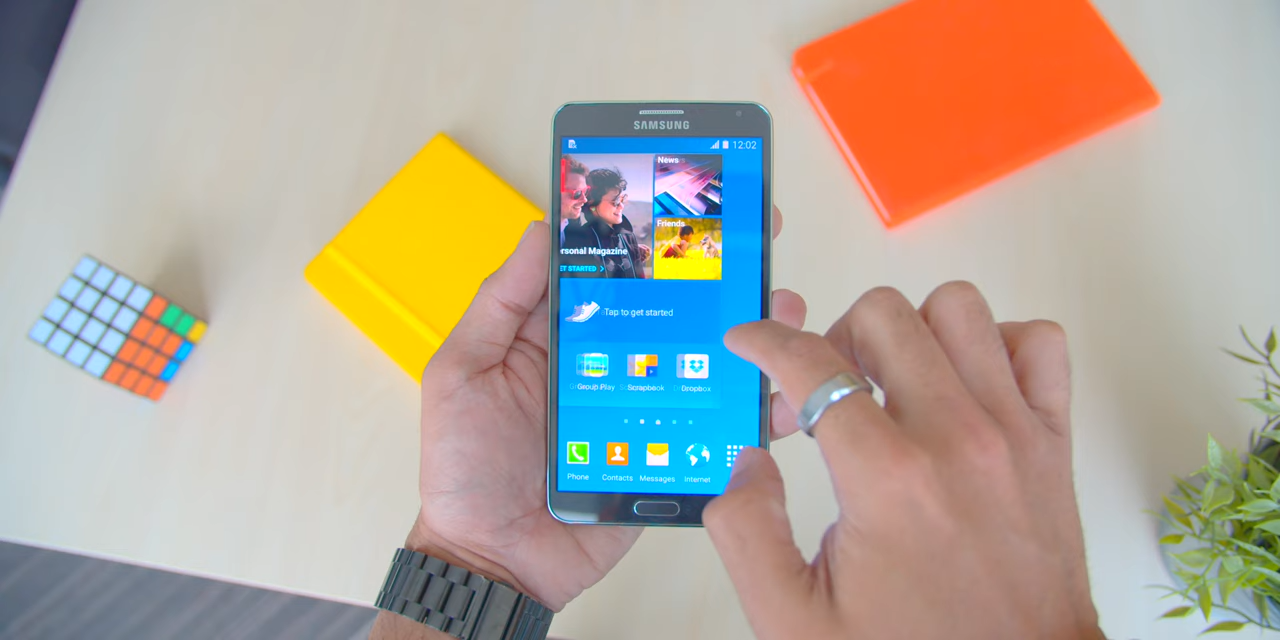 SAMSUNG
12:02
News
Friends
rsonal Magazine
ET STARTED >
Tap to get started
Group Play
Scrapbook
Dropbox
Phone
Contacts
Messages
Internet